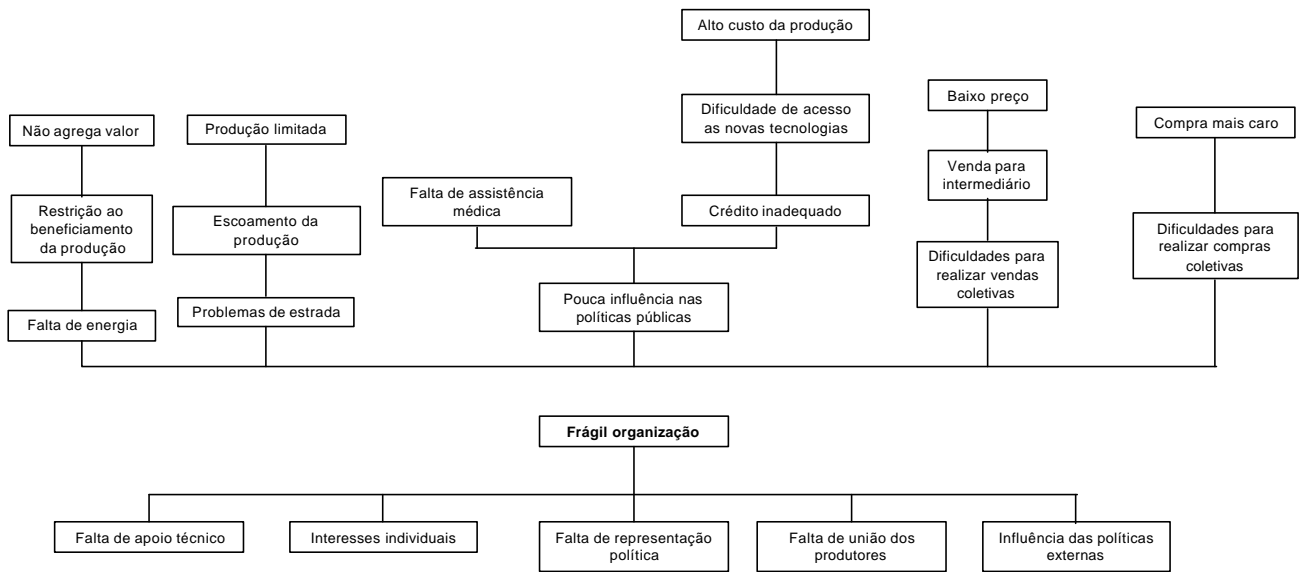 Alto custo da produção
Não agrega valor
Restrição ao
beneficiamento
da produção
Falta de energia
Produção limitada
Escoamento da
produção
Problemas de estrada
Falta de assistência
médica
Dificuldade de acesso
as novas tecnologias
Crédito inadequado
Pouca influência nas
políticas públicas
Baixo preço
Venda para
intermediário
Dificuldades para
realizar vendas
coletivas
Compra mais caro
Dificuldades para
realizar compras
coletivas
Frágil organização
Falta de apoio técnico
Interesses individuais
Falta de representação
política
Falta de união dos
produtores
Influência das políticas
externas